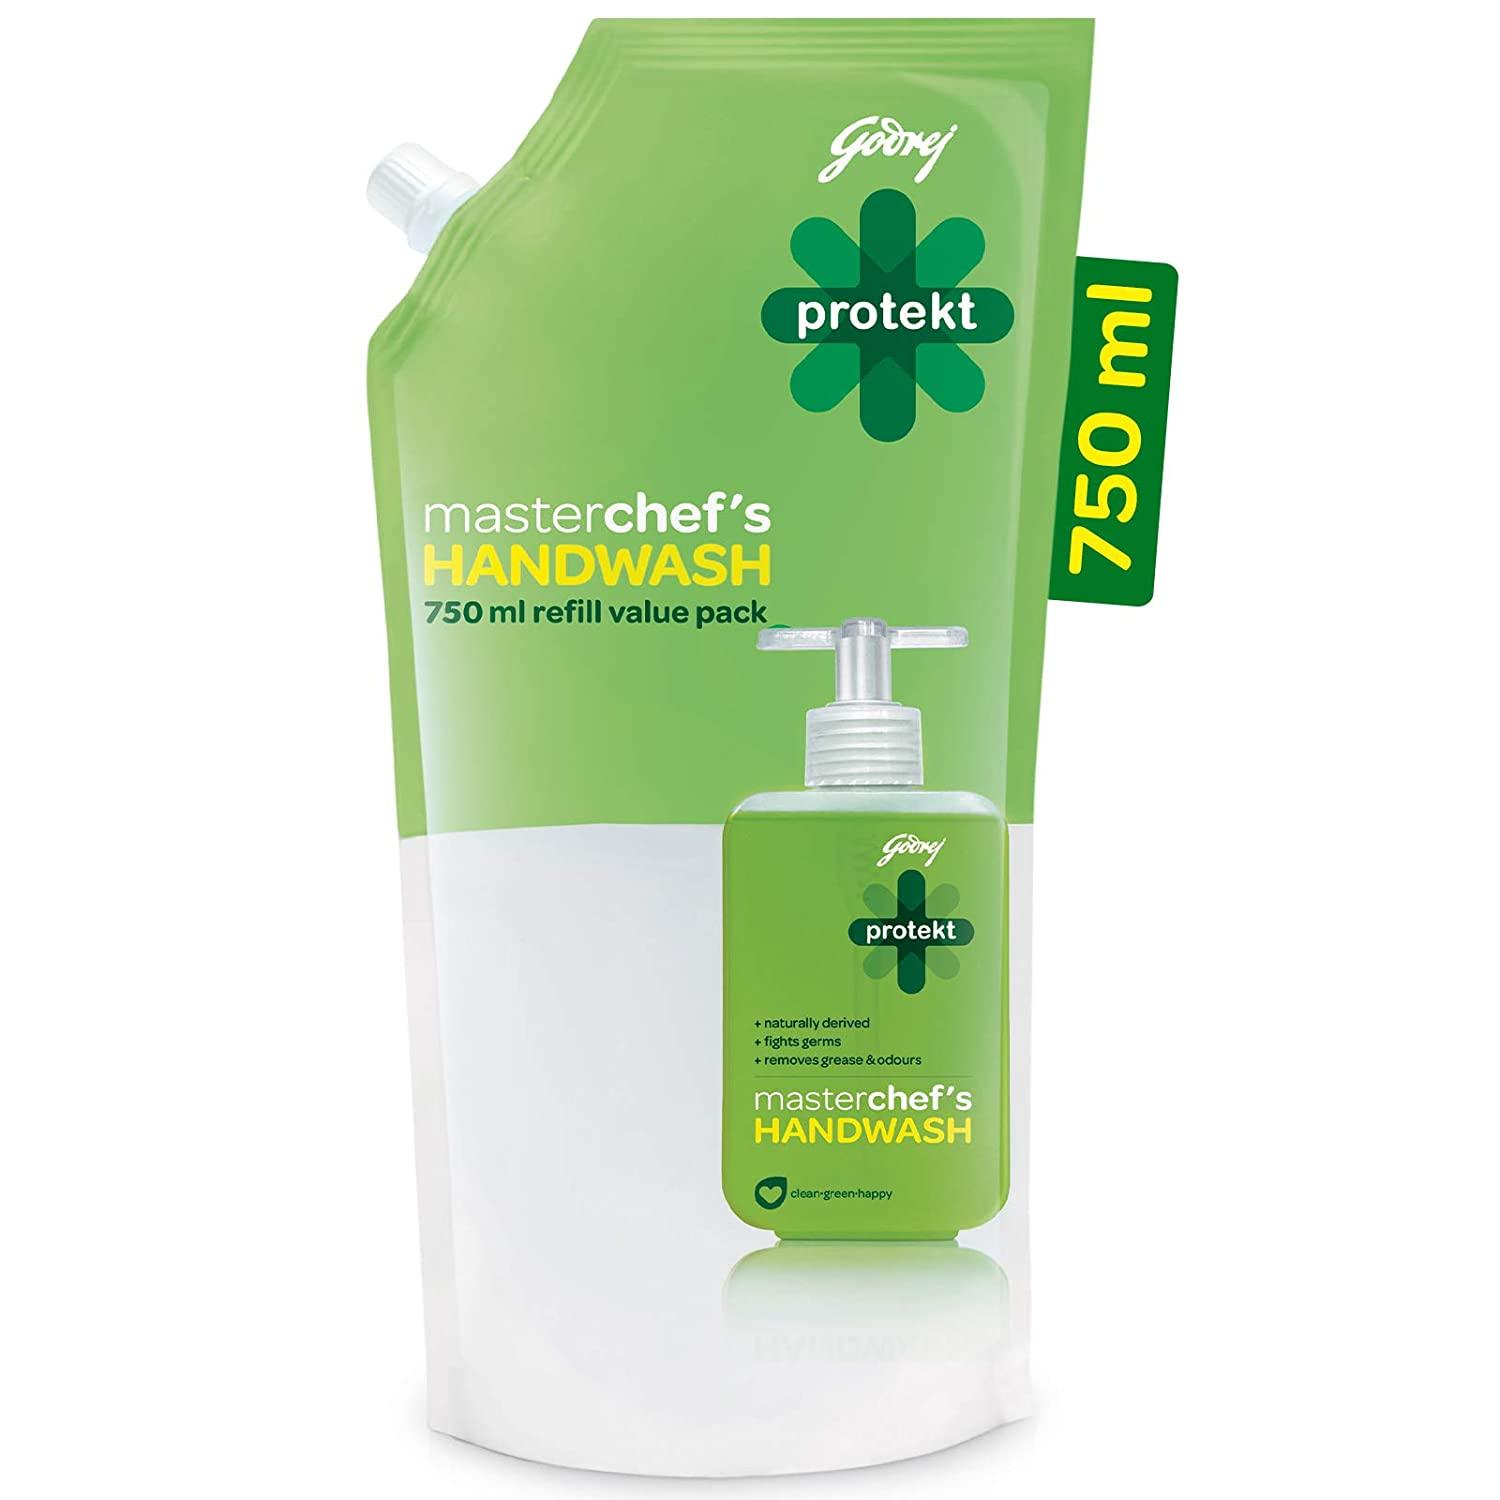 Godrej
protekt
750 ml
masterchef's
HANDWASH
750 ml refill value pack
Godrej
protekt
+ naturally derived
+ fights germs
+ removes grease & odours
masterchef's
HANDWASH
clean•green•happy
HANDWASH